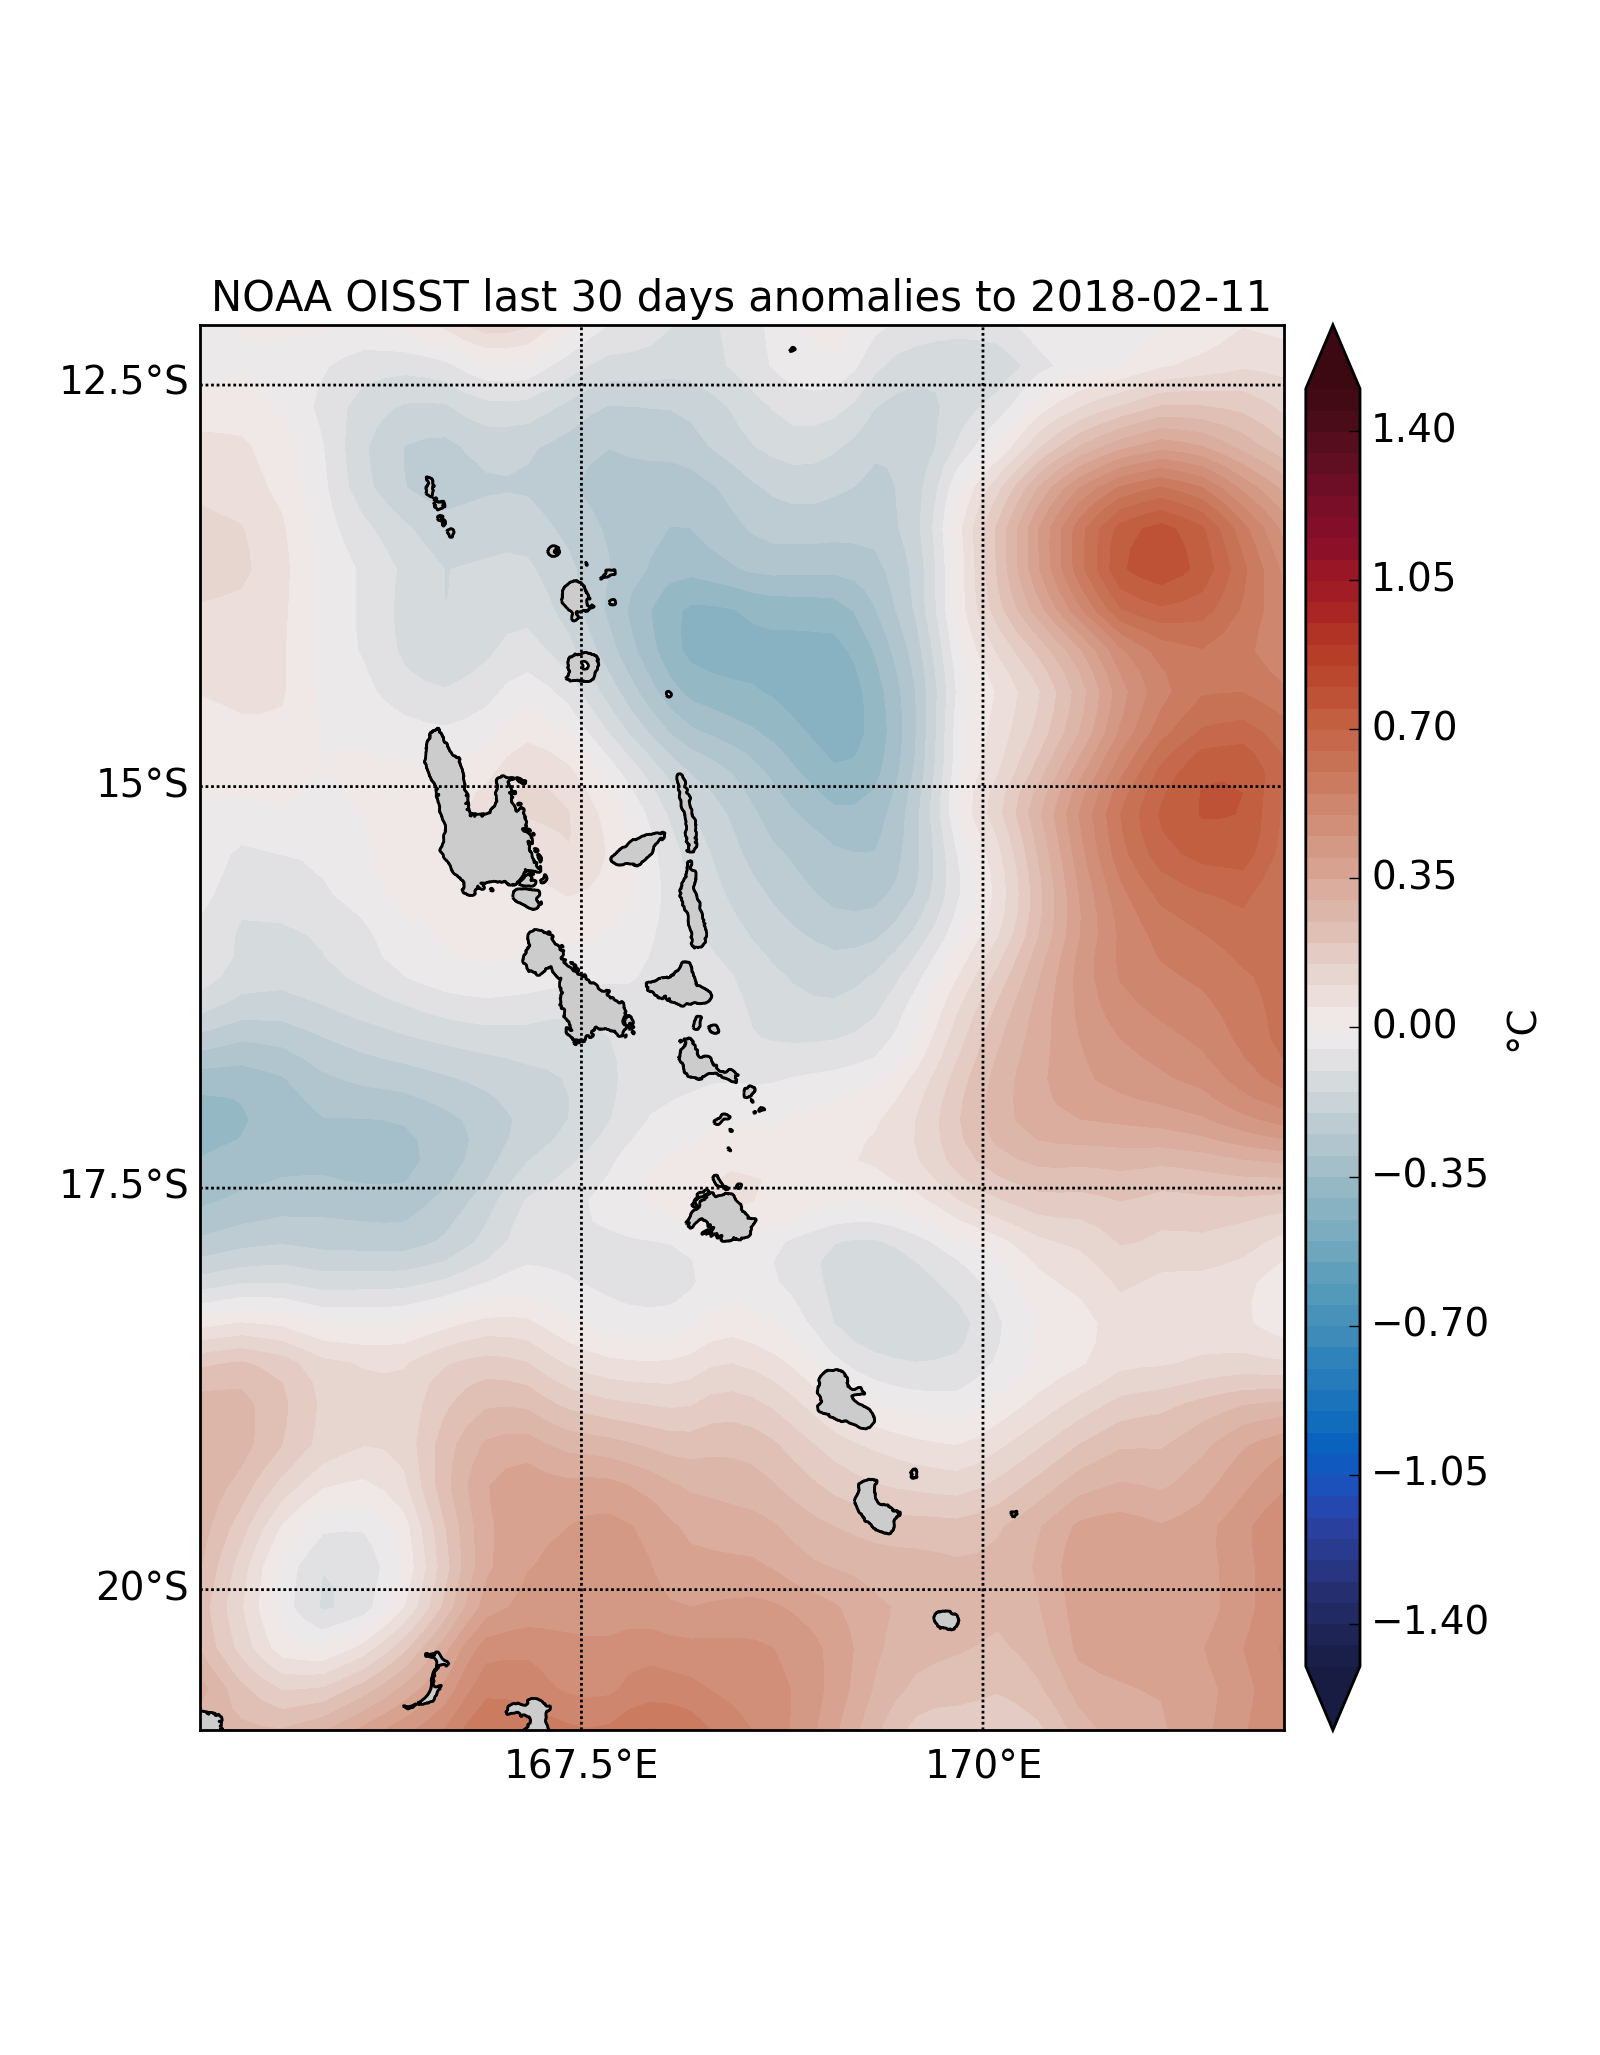 NOAA OISST last 30 days anomalies to 2018-02-11
12.5°S
15°S
17.5°S
20°S
167.5°E
170°E
1.40
1.05
0.70
0.35
0.00
−0.35
−0.70
−1.05
−1.40
°C